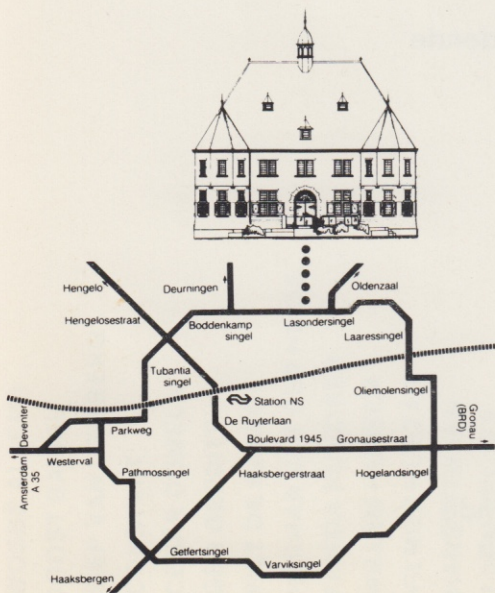 Hengelo
Deurningen
Oldenzaal
Hengelosestraat
Boddenkamp
singel
Lasondersingel
Laaressingel
Tubantia
singel
Station NS
Oliemolensingel
De Ruyterlaan
Gronau
(BRD)
Deventer
Parkweg
Boulevard 1945
Gronausestraat
Amsterdam
A 35
Westerval
Pathmossingel
Haaksbergerstraat
Hogelandsingel
Getfertsingel
Varviksingel
Haaksbergen